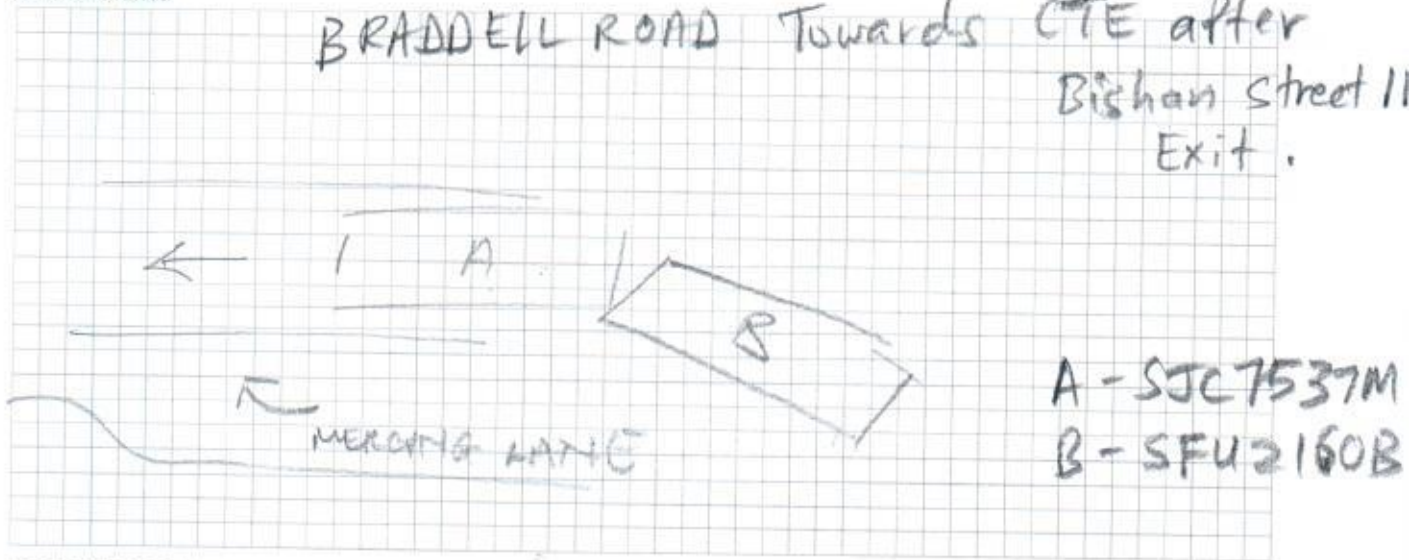 BRADDELL ROAD Towards CTE after
Bishan Street 11
Exit.
A
B
MERGING LANE
A - SJC7537M
B - SFU2160B